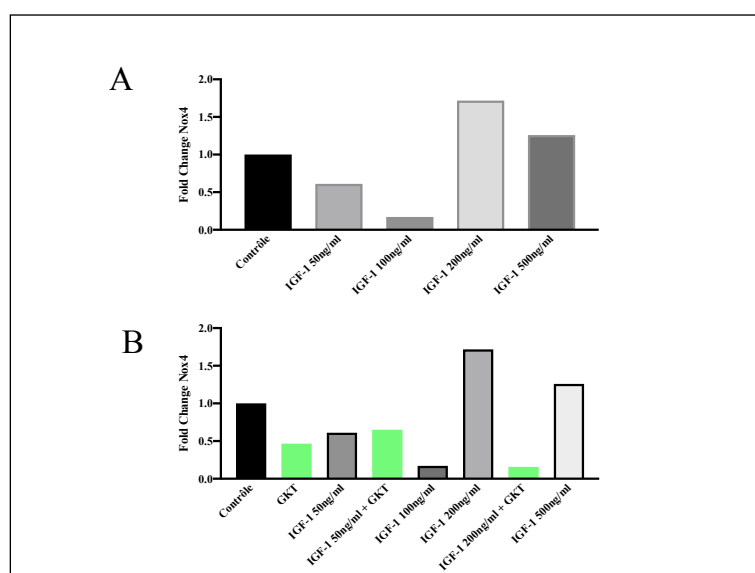 A
Fold Change Nox4
2.0
1.5
1.0
0.5
0.0
Contrôle
IGF-1 50ng/ml
IGF-1 100ng/ml
IGF-1 200ng/ml
IGF-1 500ng/ml
B
Fold Change Nox4
2.0
1.5
1.0
0.5
0.0
Contrôle
GKT
IGF-1 50ng/ml
IGF-1 50ng/ml + GKT
IGF-1 100ng/ml
IGF-1 200ng/ml
IGF-1 200ng/ml + GKT
IGF-1 500ng/ml